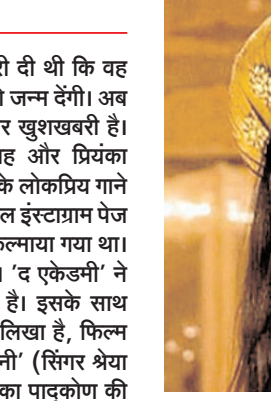 री दी थी कि वह
जन्म देंगी। अब
र खुशखबरी है।
ह और प्रियंका
के लोकप्रिय गाने
ल इंस्टाग्राम पेज
ल्माया गया था।
। 'द एकेडमी' ने
है। इसके साथ
लिखा है, फिल्म
नी' (सिंगर श्रेया
का पादुकोण की